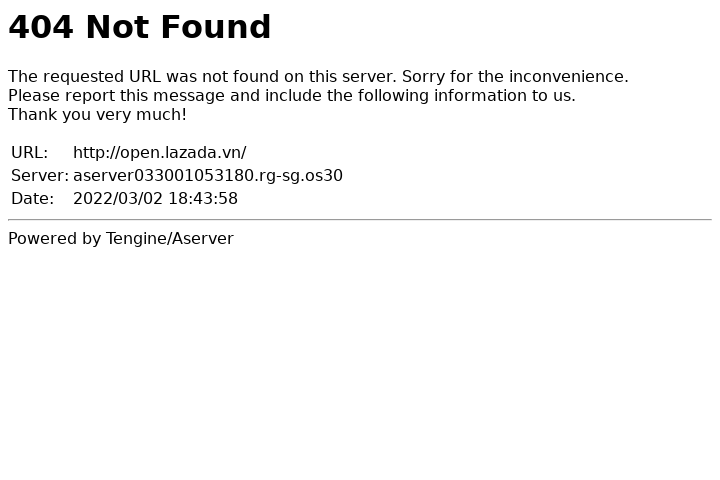 404 Not Found
The requested URL was not found on this server. Sorry for the inconvenience.
Please report this message and include the following information to us.
Thank you very much!
URL: http://open.lazada.vn/
Server: aserver033001053180.rg-sg.os30
Date: 2022/03/02 18:43:58
Powered by Tengine/Aserver